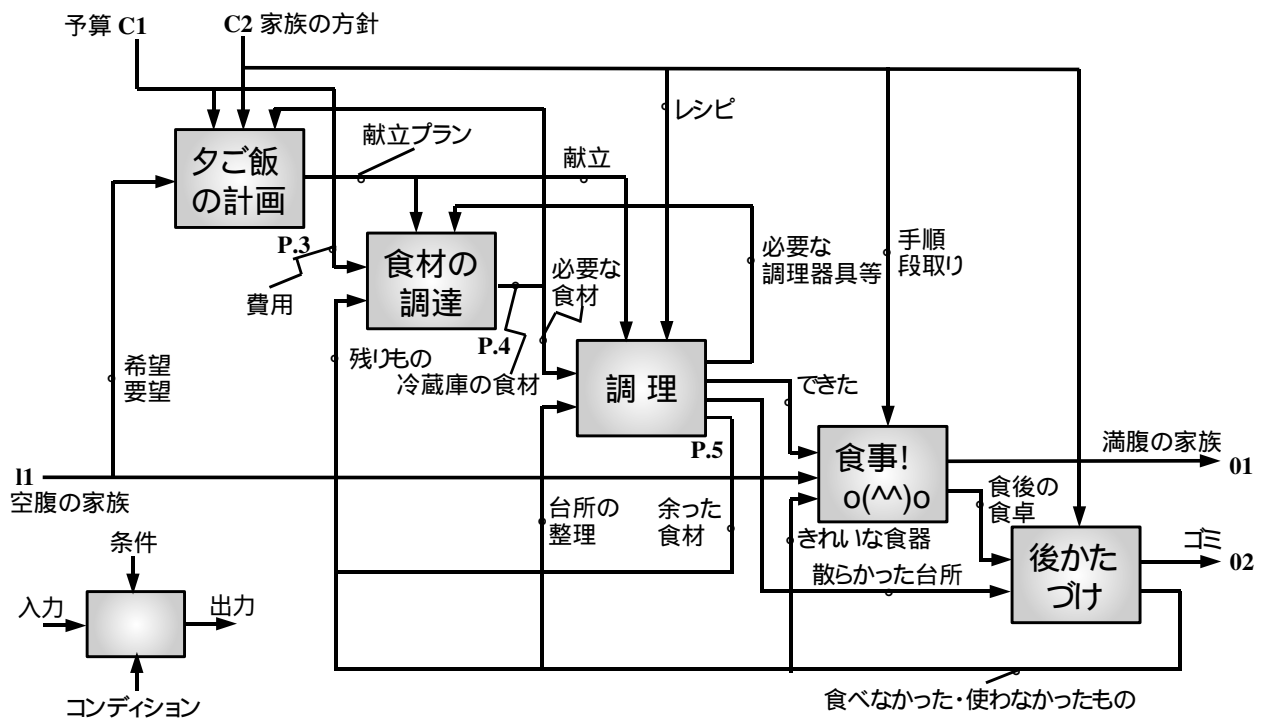 予算 C1
C2 家族の方針
レシピ
献立プラン
献立
夕ご飯
の計画
P.3
費用
食材の
調達
必要な
食材
必要な
調理器具等
手順
段取り
残りもの
P.4
冷蔵庫の食材
希望
要望
調 理
できた
P.5
食事!
o(^^)o
満腹の家族
01
I1
空腹の家族
台所の
整理
余った
食材
きれいな食器
食後の
食卓
後かた
づけ
ゴミ
02
散らかった台所
条件
入力
出力
コンディション
食べなかった・使わなかったもの